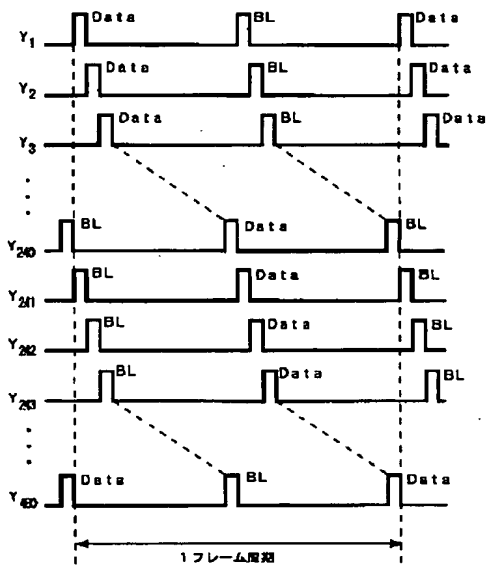 Y1 Data BL Data
Y2 Data BL Data
Y3 Data BL Data
Y240 BL Data BL
Y241 BL Data BL
Y242 BL Data BL
Y243 BL Data BL
Y480 Data BL Data
1フレーム周期